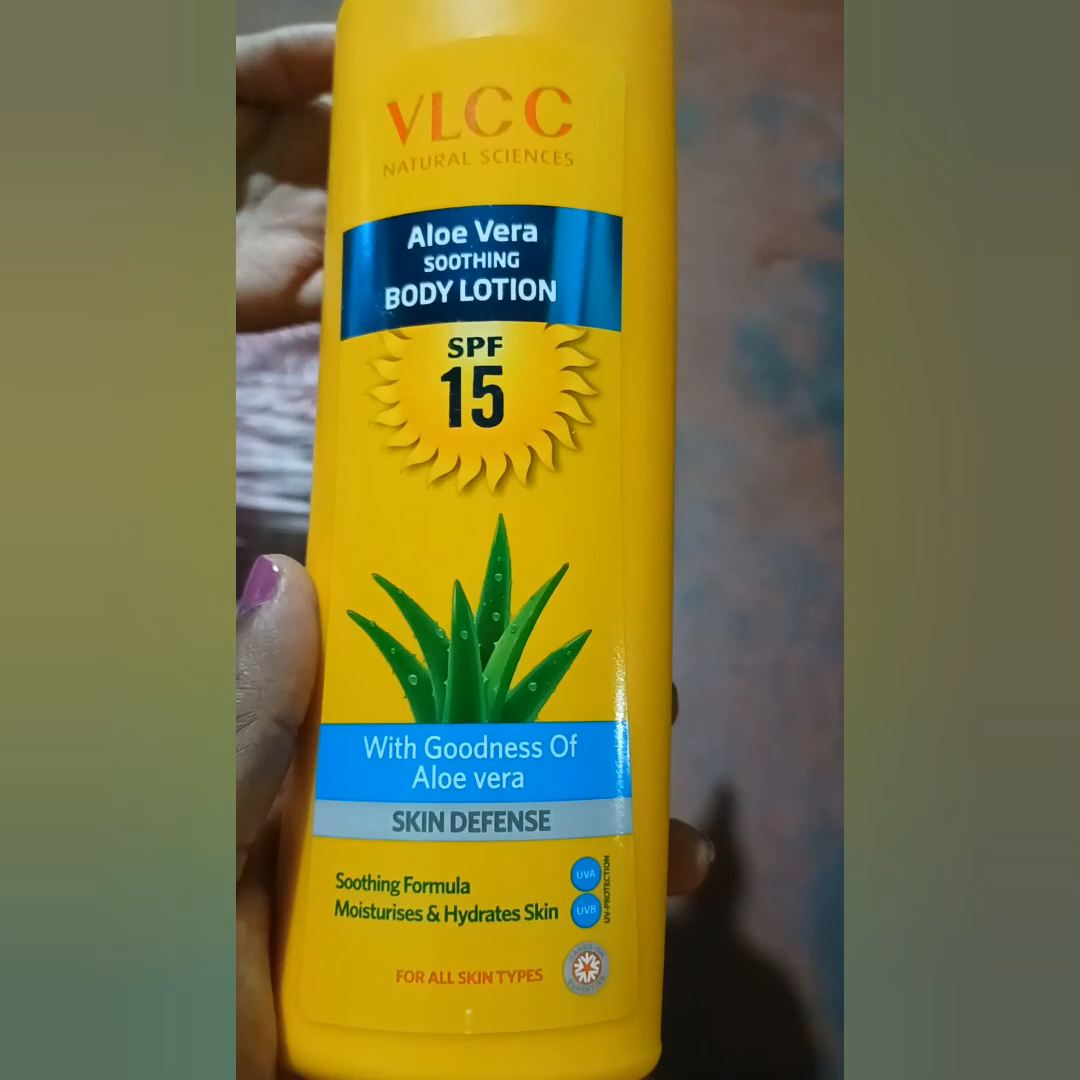 VLCC
NATURAL SCIENCES
Aloe Vera
SOOTHING
BODY LOTION
SPF
15
With Goodness Of
Aloe vera
SKIN DEFENSE
Soothing Formula
Moisturises & Hydrates Skin
UVA
UVB
UV-PROTECTION
FOR ALL SKIN TYPES